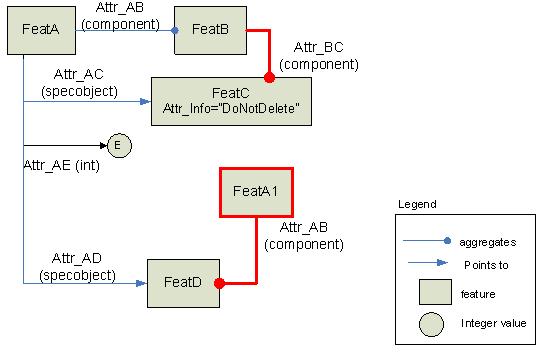 Attr_AB
(component)
FeatA
FeatB
Attr_BC
(component)
Attr_AC
(specobject)
FeatC
Attr_Info="DoNotDelete"
E
Attr_AE (int)
FeatA1
Attr_AB
(component)
Attr_AD
(specobject)
FeatD
Legend
aggregates
Points to
feature
Integer value